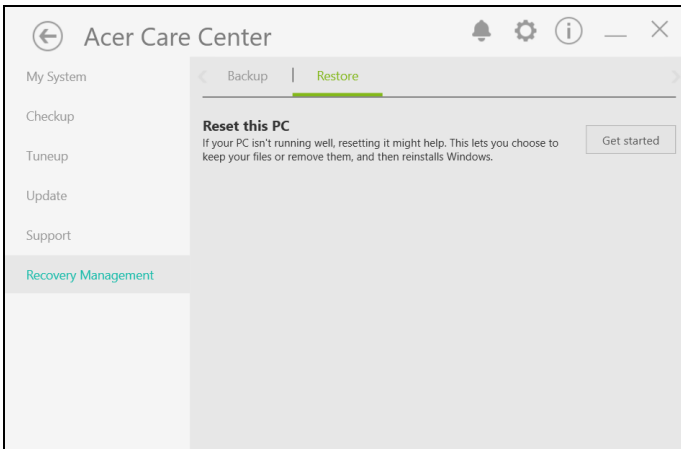 Acer Care Center
My System
Checkup
Tuneup
Update
Support
Recovery Management
Backup | Restore
Reset this PC
If your PC isn't running well, resetting it might help. This lets you choose to
keep your files or remove them, and then reinstalls Windows.
Get started